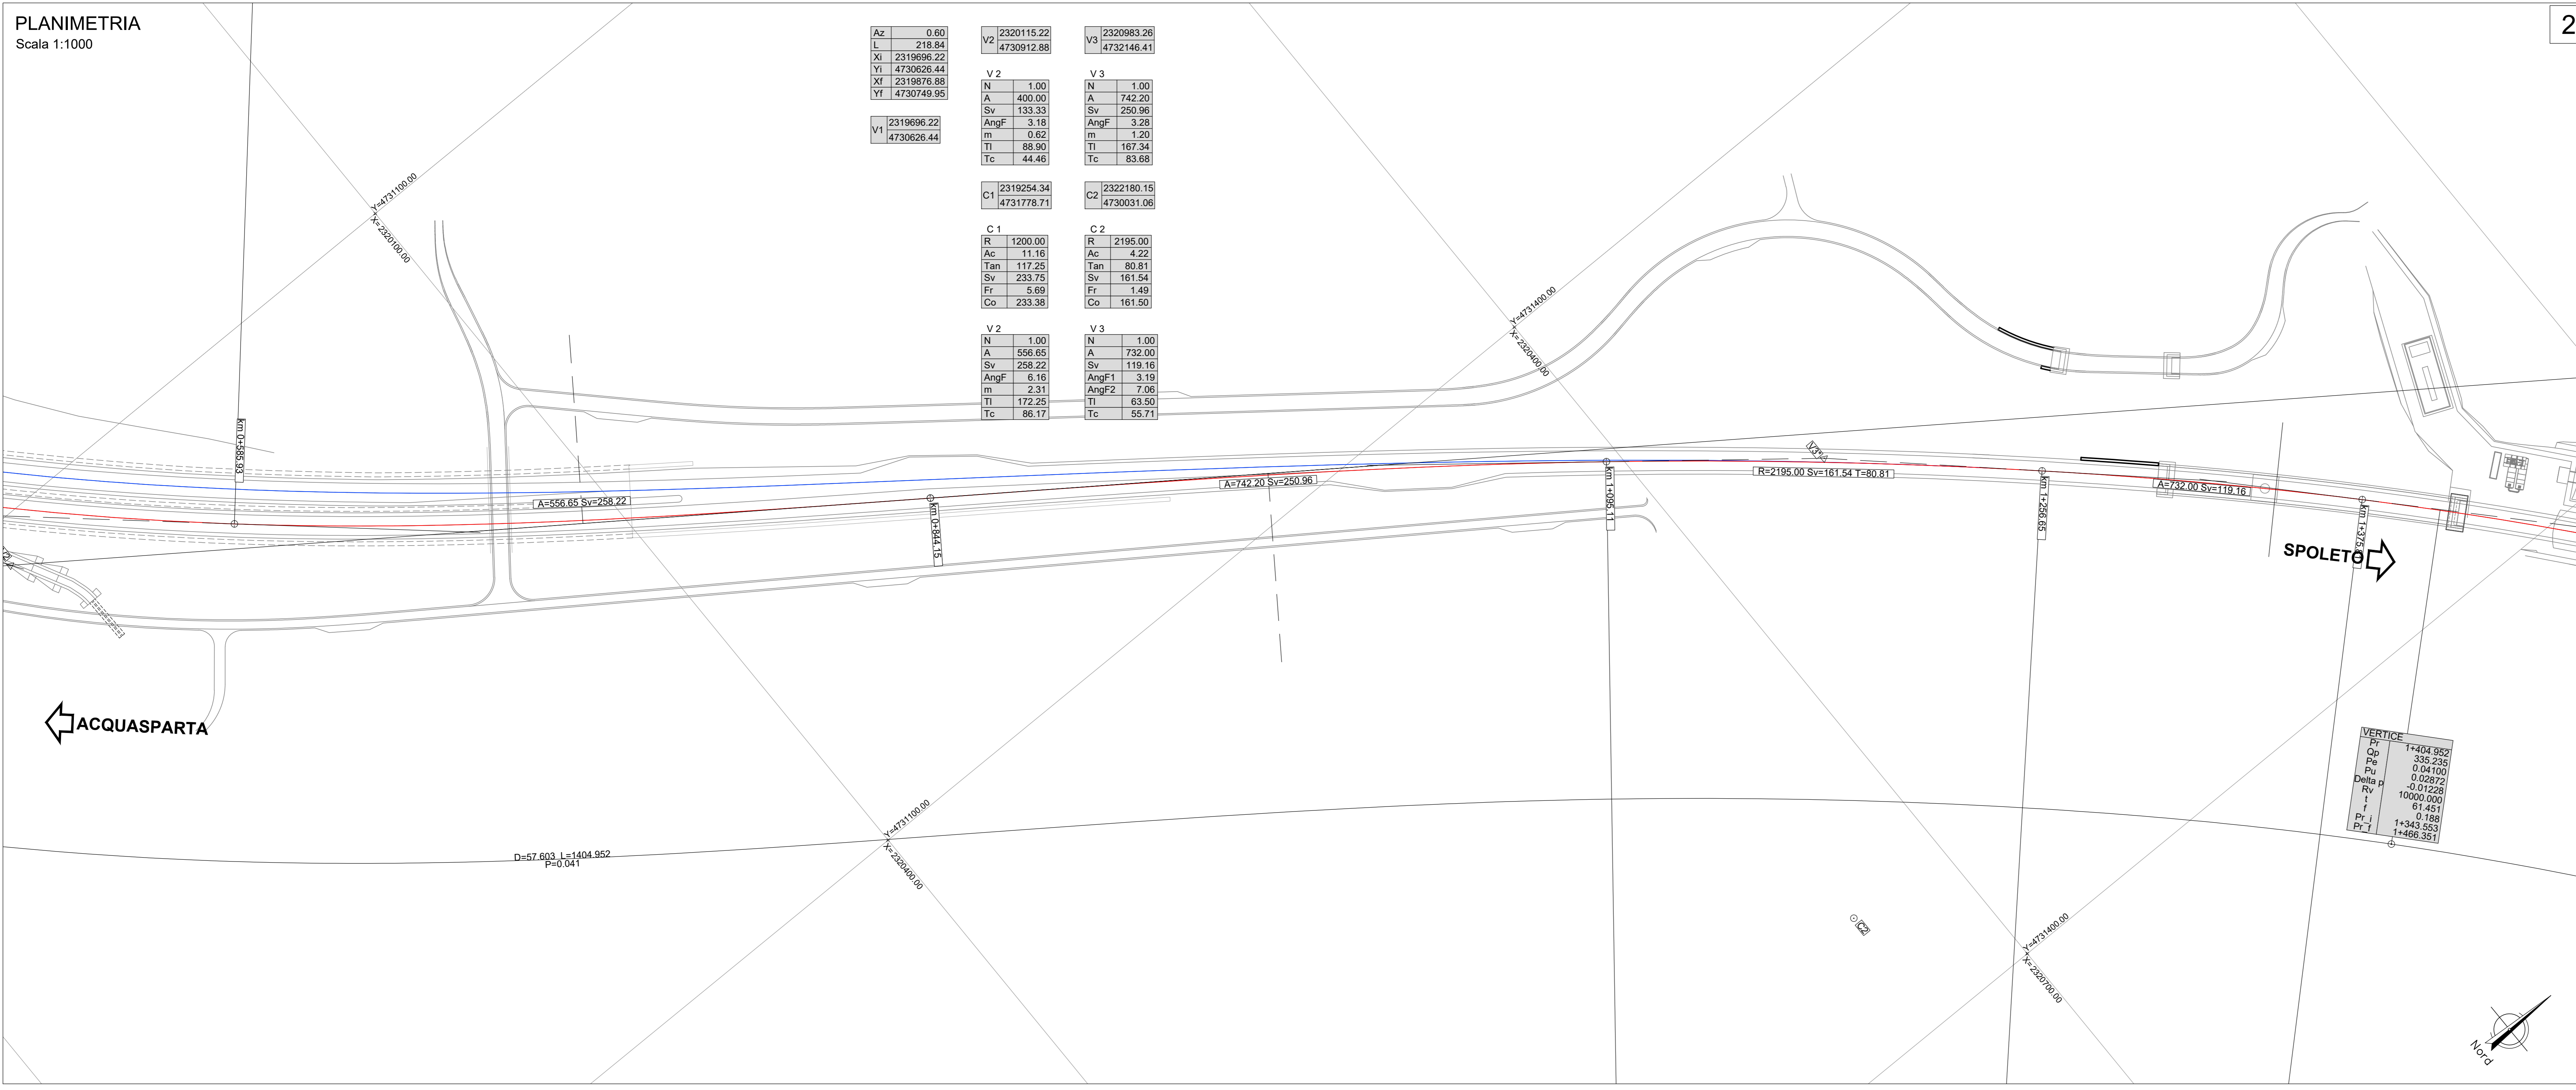 PLANIMETRIA
Scala 1:1000
2
Az 0.60
L 218.84
Xi 2319696.22
Yi 4730626.44
Xf 2319876.88
Yf 4730749.95
V1 2319696.22
4730626.44
V2 2320115.22
4730912.88
V 2
N 1.00
A 400.00
Sv 133.33
AngF 3.18
m 0.62
Tl 88.90
Tc 44.46
C1 2319254.34
4731778.71
C 1
R 1200.00
Ac 11.16
Tan 117.25
Sv 233.75
Fr 5.69
Co 233.38
V 2
N 1.00
A 556.65
Sv 258.22
AngF 6.16
m 2.31
Tl 172.25
Tc 86.17
V3 2320983.26
4732146.41
V 3
N 1.00
A 742.20
Sv 250.96
AngF 3.28
m 1.20
Tl 167.34
Tc 83.68
C2 2322180.15
4730031.06
C 2
R 2195.00
Ac 4.22
Tan 80.81
Sv 161.54
Fr 1.49
Co 161.50
V 3
N 1.00
A 732.00
Sv 119.16
AngF1 3.19
AngF2 7.06
Tl 63.50
Tc 55.71
Y=4731100.00
X=2320100.00
Y=4731400.00
X=2320400.00
km 0+585.93
A=556.65 Sv=258.22
km 0+844.15
A=742.20 Sv=250.96
km 1+095.11
V3
R=2195.00 Sv=161.54 T=80.81
km 1+256.65
A=732.00 Sv=119.16
SPOLETO
ACQUASPARTA
VERTICE
Pr 1+404.952
Qp 335.235
Pe 0.04100
Pu 0.02872
Delta p -0.01228
Rv 10000.000
t 61.451
f 0.188
Pr_i 1+343.553
Pr_f 1+466.351
Y=4731100.00
X=2320400.00
D=57.603 L=1404.952
P=0.041
C2
Y=4731400.00
X=2320700.00
Nord